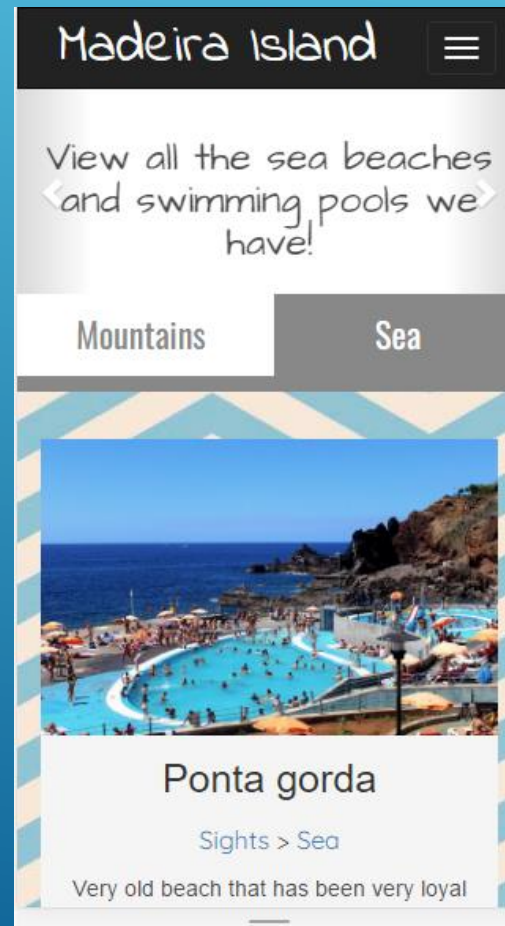 Madeira Island
View all the sea beaches
and swimming pools we
have!
Mountains
Sea
Ponta gorda
Sights > Sea
Very old beach that has been very loyal